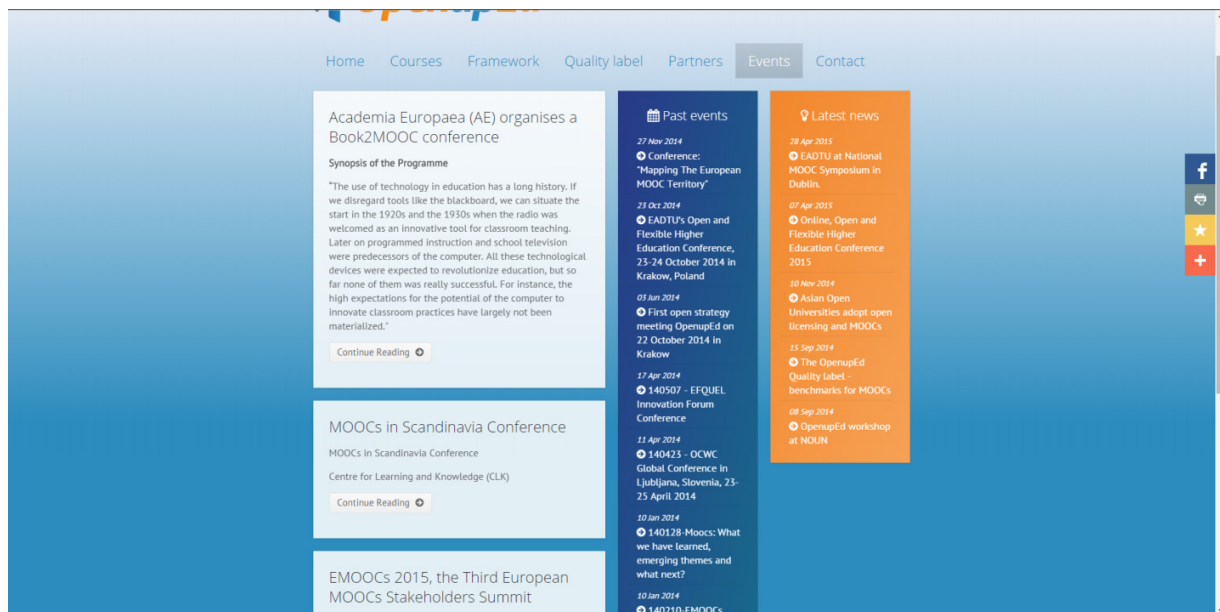 Home Courses Framework Quality label Partners Events Contact
Academia Europaea (AE) organises a
Book2MOOC conference
Synopsis of the Programme
"The use of technology in education has a long history. If
we disregard tools like the blackboard, we can situate the
start in the 1920s and the 1930s when the radio was
welcomed as an innovative tool for classroom teaching.
Later on programmed instruction and school television
were predecessors of the computer. All these technological
devices were expected to revolutionize education, but so
far none of them was really successful. For instance, the
high expectations for the potential of the computer to
innovate classroom practices have largely not been
materialized."
Continue Reading
MOOCs in Scandinavia Conference
MOOCs in Scandinavia Conference
Centre for Learning and Knowledge (CLK)
Continue Reading
EMOOCs 2015, the Third European
MOOCs Stakeholders Summit
Past events
27 Nov 2014
Conference:
"Mapping The European
MOOC Territory"
23 Oct 2014
EADTU's Open and
Flexible Higher
Education Conference,
23-24 October 2014 in
Krakow, Poland
03 Jun 2014
First open strategy
meeting OpenupEd on
22 October 2014 in
Krakow
17 Apr 2014
140507 - EFQUEL
Innovation Forum
Conference
11 Apr 2014
140423 - OCWC
Global Conference in
Ljubljana, Slovenia, 23-
25 April 2014
10 Jan 2014
140128-Moocs: What
we have learned,
emerging themes and
what next?
10 Jan 2014
140210-EMOOCs
Latest news
28 Apr 2015
EADTU at National
MOOC Symposium in
Dublin.
07 Apr 2015
Online, Open and
Flexible Higher
Education Conference
2015
10 Nov 2014
Asian Open
Universities adopt open
licensing and MOOCs
15 Sep 2014
The OpenupEd
Quality label -
benchmarks for MOOCs
08 Sep 2014
OpenupEd workshop
at NOUN